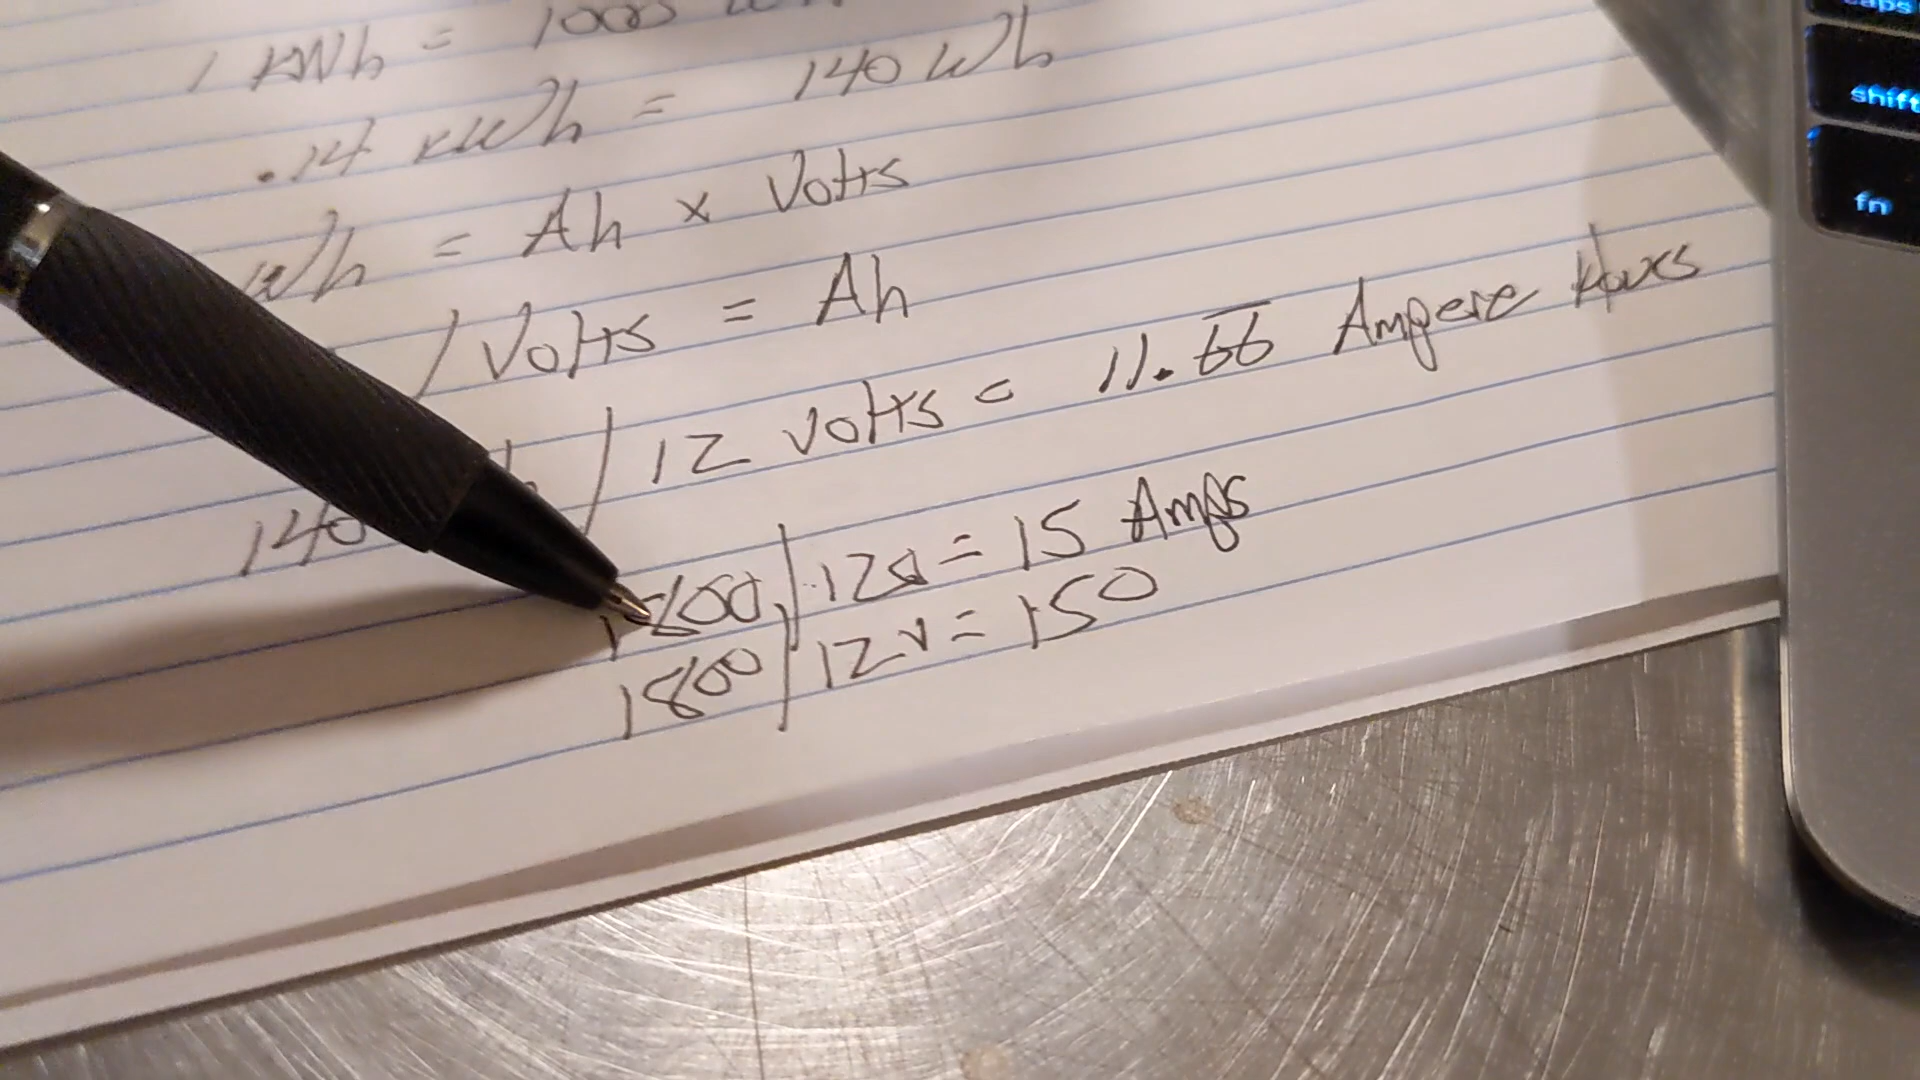 1 kWh = 1000
.14 kWh = 140 Wh
Wh = Ah x Volts
/ Volts = Ah
140 / 12 volts = 11.66 Ampere Hours
1800 / 120 = 15 Amps
1800 / 12v = 150
caps
shift
fn